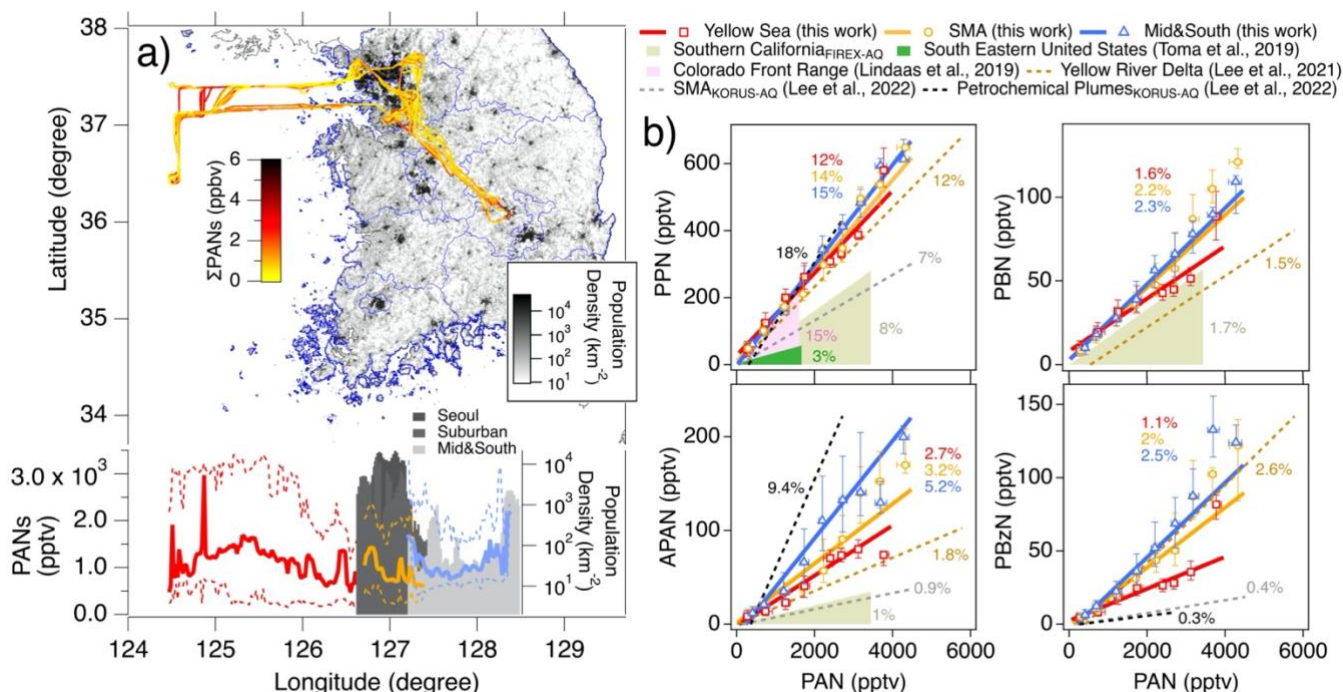 a)
38
37
36
35
34
Latitude (degree)
6
4
2
0
ΣPANs (ppbv)
10⁴
10³
10²
10¹
Population
Density (km⁻²)
Seoul
Suburban
Mid&South
3.0 x 10³
2.0
1.0
0.0
PANs
(pptv)
10⁴
10³
10²
10¹
Population
Density (km⁻²)
124 125 126 127 128 129
Longitude (degree)
Yellow Sea (this work) SMA (this work) Mid&South (this work)
Southern California_FIREX-AQ South Eastern United States (Toma et al., 2019)
Colorado Front Range (Lindaas et al., 2019) Yellow River Delta (Lee et al., 2021)
SMA_KORUS-AQ (Lee et al., 2022) Petrochemical Plumes_KORUS-AQ (Lee et al., 2022)
b)
600
400
200
0
PPN (pptv)
12%
14%
15%
12%
18%
7%
15%
8%
3%
100
50
0
PBN (pptv)
1.6%
2.2%
2.3%
1.5%
1.7%
200
100
0
APAN (pptv)
2.7%
3.2%
5.2%
9.4%
1.8%
0.9%
1%
0 2000 4000 6000
PAN (pptv)
150
100
50
0
PBzN (pptv)
1.1%
2%
2.5%
2.6%
0.4%
0.3%
0 2000 4000 6000
PAN (pptv)